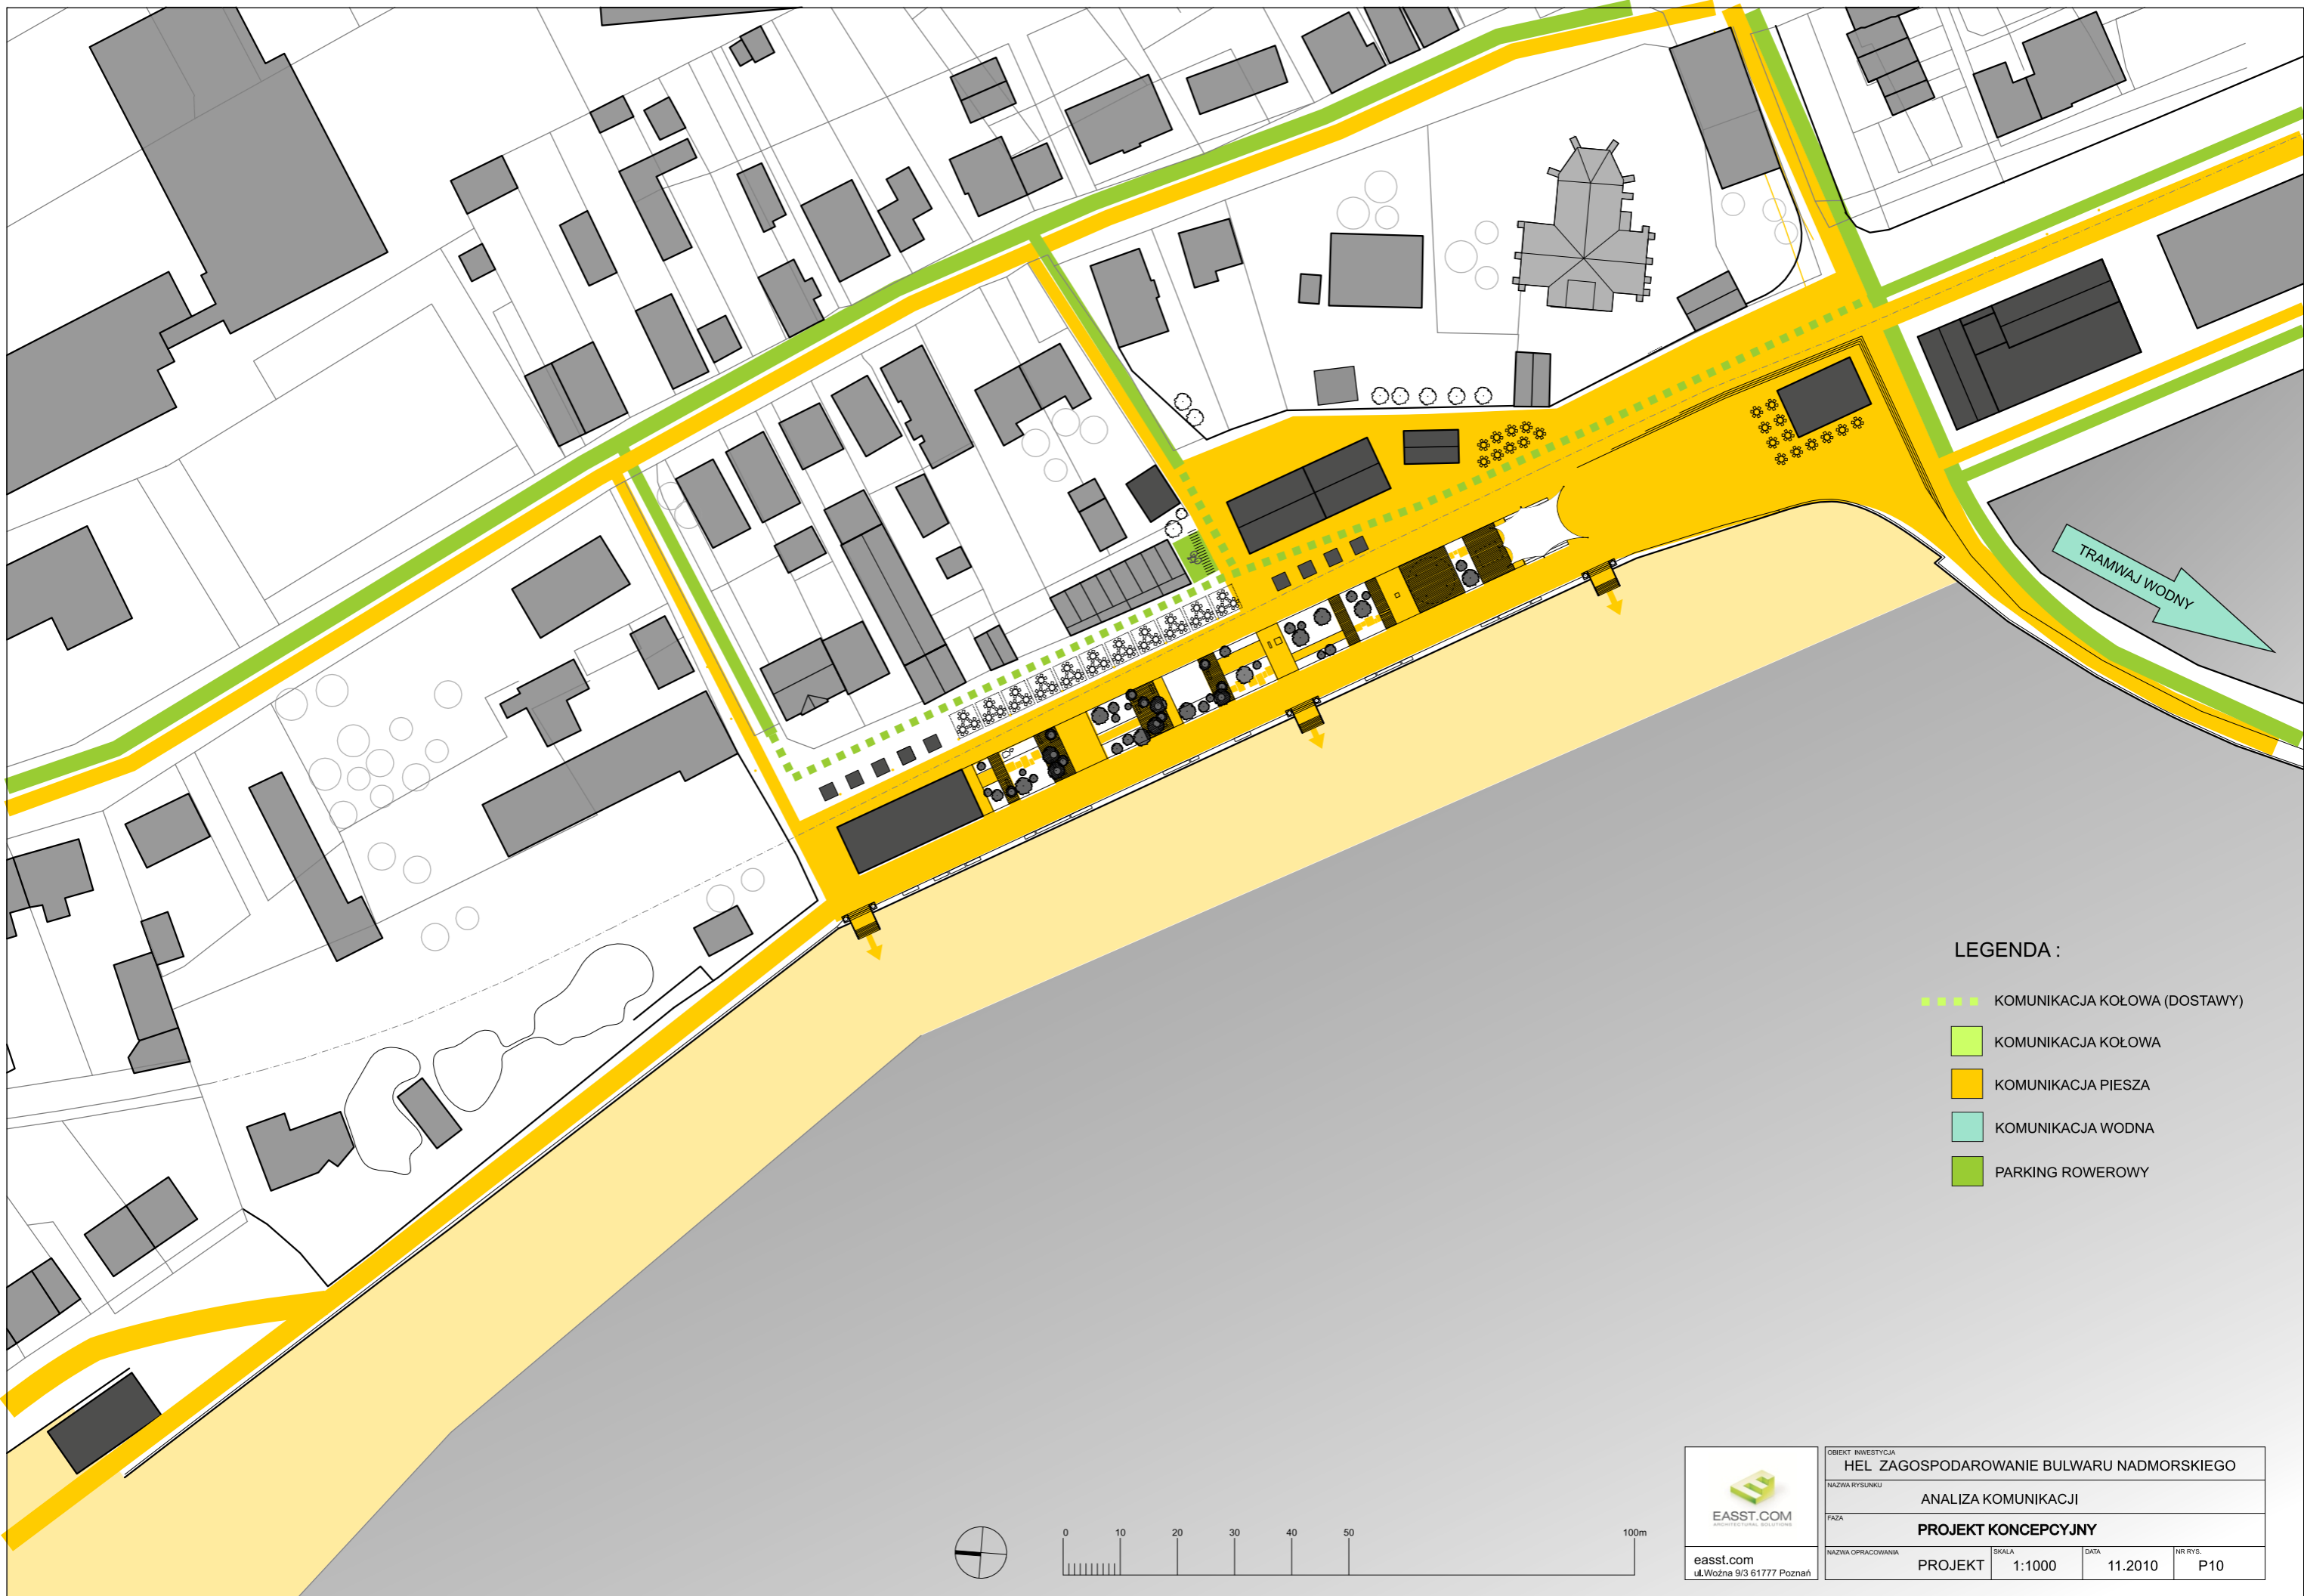 TRAMWAJ WODNY
LEGENDA :
KOMUNIKACJA KOŁOWA (DOSTAWY)
KOMUNIKACJA KOŁOWA
KOMUNIKACJA PIESZA
KOMUNIKACJA WODNA
PARKING ROWEROWY
0 10 20 30 40 50 100m
EASST.COM
ARCHITECTURAL SOLUTIONS
easst.com
ul.Woźna 9/3 61777 Poznań
OBIEKT INWESTYCJA
HEL ZAGOSPODAROWANIE BULWARU NADMORSKIEGO
NAZWA RYSUNKU
ANALIZA KOMUNIKACJI
FAZA
PROJEKT KONCEPCYJNY
NAZWA OPRACOWANIA
PROJEKT
SKALA
1:1000
DATA
11.2010
NR RYS.
P10